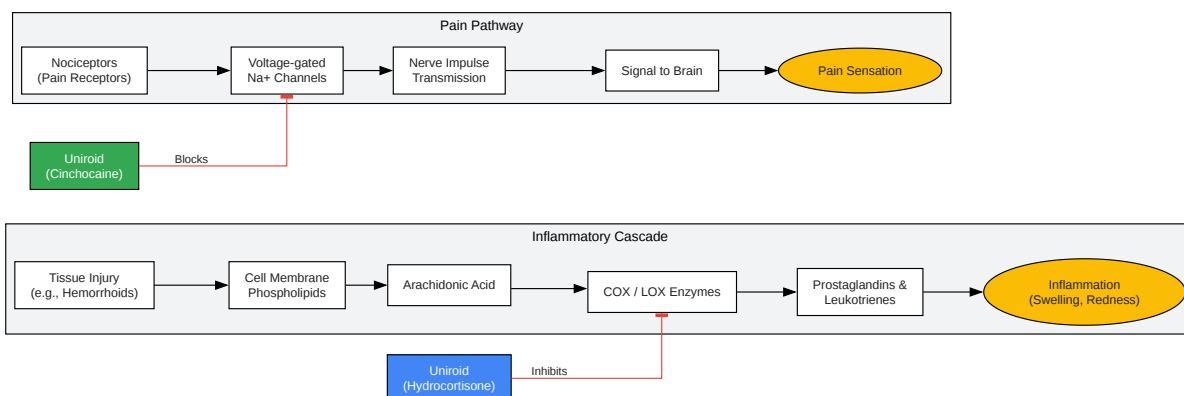 Pain Pathway
Nociceptors
(Pain Receptors)
Voltage-gated
Na+ Channels
Nerve Impulse
Transmission
Signal to Brain
Pain Sensation
Uniroid
(Cinchocaine)
Blocks
Inflammatory Cascade
Tissue Injury
(e.g., Hemorrhoids)
Cell Membrane
Phospholipids
Arachidonic Acid
COX / LOX Enzymes
Prostaglandins &
Leukotrienes
Inflammation
(Swelling, Redness)
Uniroid
(Hydrocortisone)
Inhibits